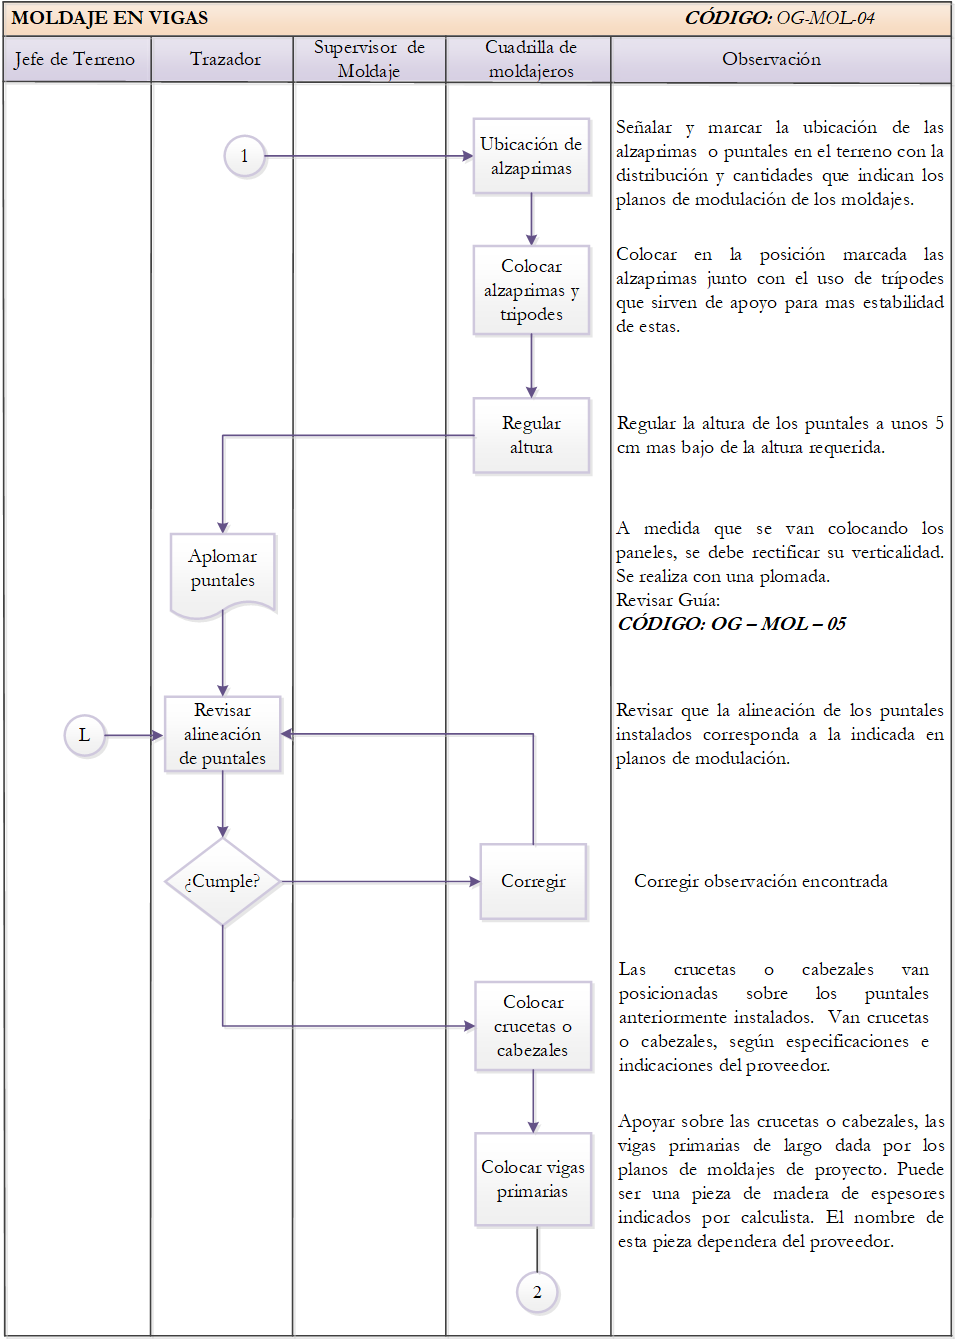 MOLDAJE EN VIGAS
CÓDIGO: OG-MOL-04
Jefe de Terreno
Trazador
Supervisor de
Moldaje
Cuadrilla de
moldajeros
Observación
1
Ubicación de
alzaprimas
Señalar y marcar la ubicación de las
alzaprimas o puntales en el terreno con la
distribución y cantidades que indican los
planos de modulación de los moldajes.
Colocar
alzaprimas y
tripodes
Colocar en la posición marcada las
alzaprimas junto con el uso de trípodes
que sirven de apoyo para mas estabilidad
de estas.
Regular
altura
Regular la altura de los puntales a unos 5
cm mas bajo de la altura requerida.
Aplomar
puntales
A medida que se van colocando los
paneles, se debe rectificar su verticalidad.
Se realiza con una plomada.
Revisar Guía:
CÓDIGO: OG – MOL – 05
L
Revisar
alineación
de puntales
Revisar que la alineación de los puntales
instalados corresponda a la indicada en
planos de modulación.
¿Cumple?
Corregir
Corregir observación encontrada
Colocar
crucetas o
cabezales
Las crucetas o cabezales van
posicionadas sobre los puntales
anteriormente instalados. Van crucetas
o cabezales, según especificaciones e
indicaciones del proveedor.
Colocar vigas
primarias
Apoyar sobre las crucetas o cabezales, las
vigas primarias de largo dada por los
planos de moldajes de proyecto. Puede
ser una pieza de madera de espesores
indicados por calculista. El nombre de
esta pieza dependera del proveedor.
2